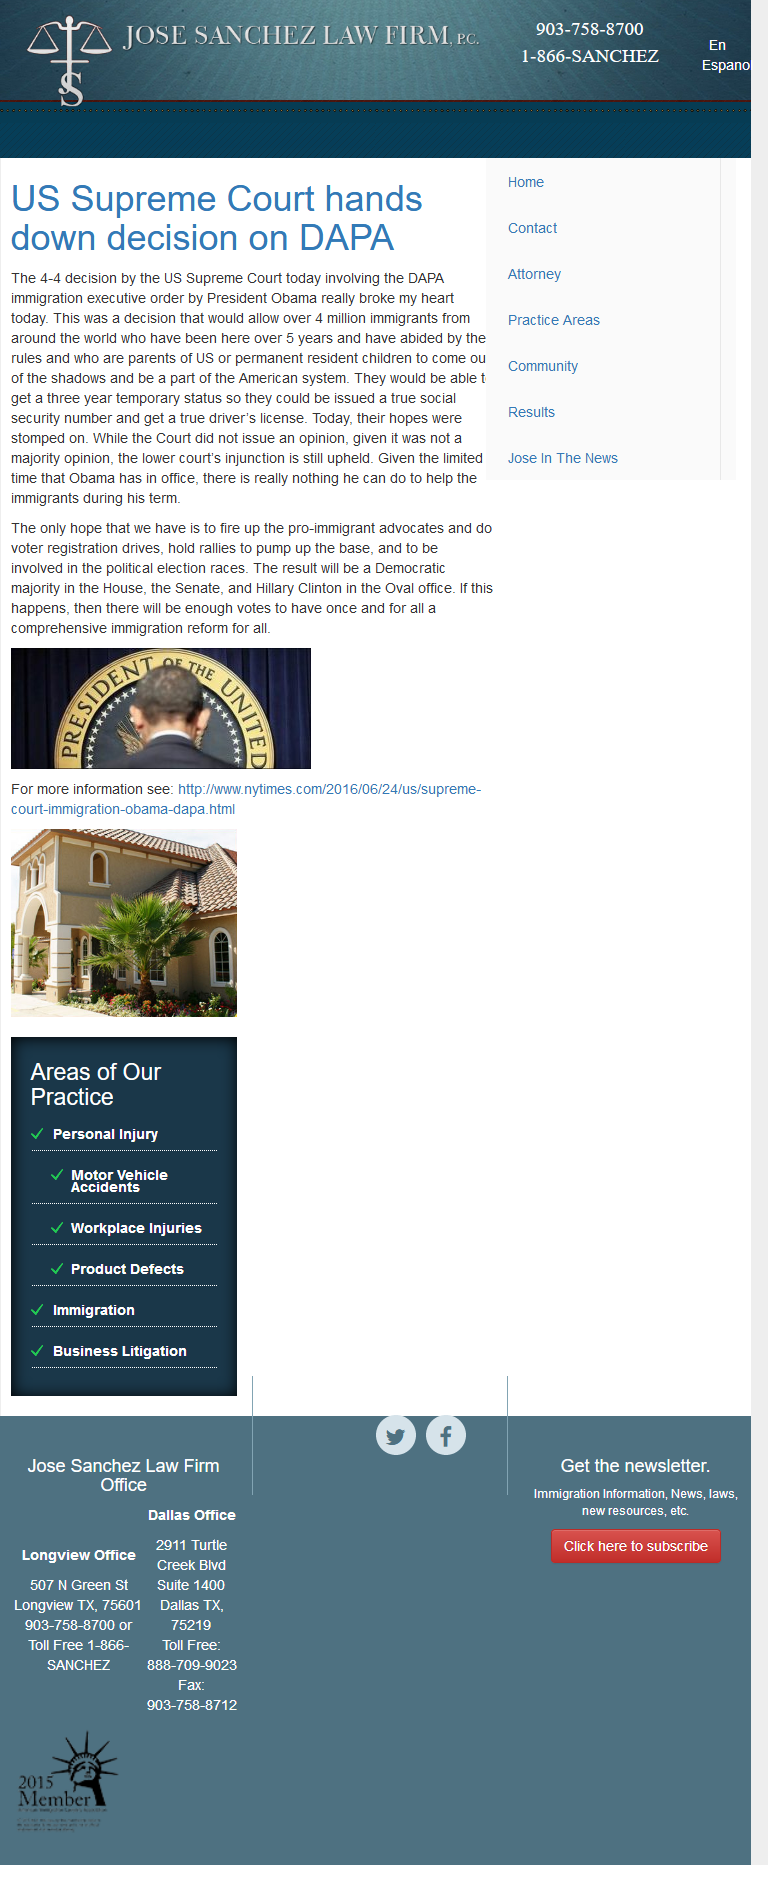 JOSE SANCHEZ LAW FIRM, P.C.
JS
903-758-8700
1-866-SANCHEZ
En
Espano
US Supreme Court hands
down decision on DAPA
The 4-4 decision by the US Supreme Court today involving the DAPA
immigration executive order by President Obama really broke my heart
today. This was a decision that would allow over 4 million immigrants from
around the world who have been here over 5 years and have abided by the
rules and who are parents of US or permanent resident children to come ou
of the shadows and be a part of the American system. They would be able t
get a three year temporary status so they could be issued a true social
security number and get a true driver’s license. Today, their hopes were
stomped on. While the Court did not issue an opinion, given it was not a
majority opinion, the lower court’s injunction is still upheld. Given the limited
time that Obama has in office, there is really nothing he can do to help the
immigrants during his term.
The only hope that we have is to fire up the pro-immigrant advocates and do
voter registration drives, hold rallies to pump up the base, and to be
involved in the political election races. The result will be a Democratic
majority in the House, the Senate, and Hillary Clinton in the Oval office. If this
happens, then there will be enough votes to have once and for all a
comprehensive immigration reform for all.
PRESIDENT OF THE UNITED
For more information see: http://www.nytimes.com/2016/06/24/us/supreme-
court-immigration-obama-dapa.html
Home
Contact
Attorney
Practice Areas
Community
Results
Jose In The News
Areas of Our
Practice
Personal Injury
Motor Vehicle
Accidents
Workplace Injuries
Product Defects
Immigration
Business Litigation
Jose Sanchez Law Firm
Office
Longview Office
507 N Green St
Longview TX, 75601
903-758-8700 or
Toll Free 1-866-
SANCHEZ
Dallas Office
2911 Turtle
Creek Blvd
Suite 1400
Dallas TX,
75219
Toll Free:
888-709-9023
Fax:
903-758-8712
2015
Member
Get the newsletter.
Immigration Information, News, laws,
new resources, etc.
Click here to subscribe